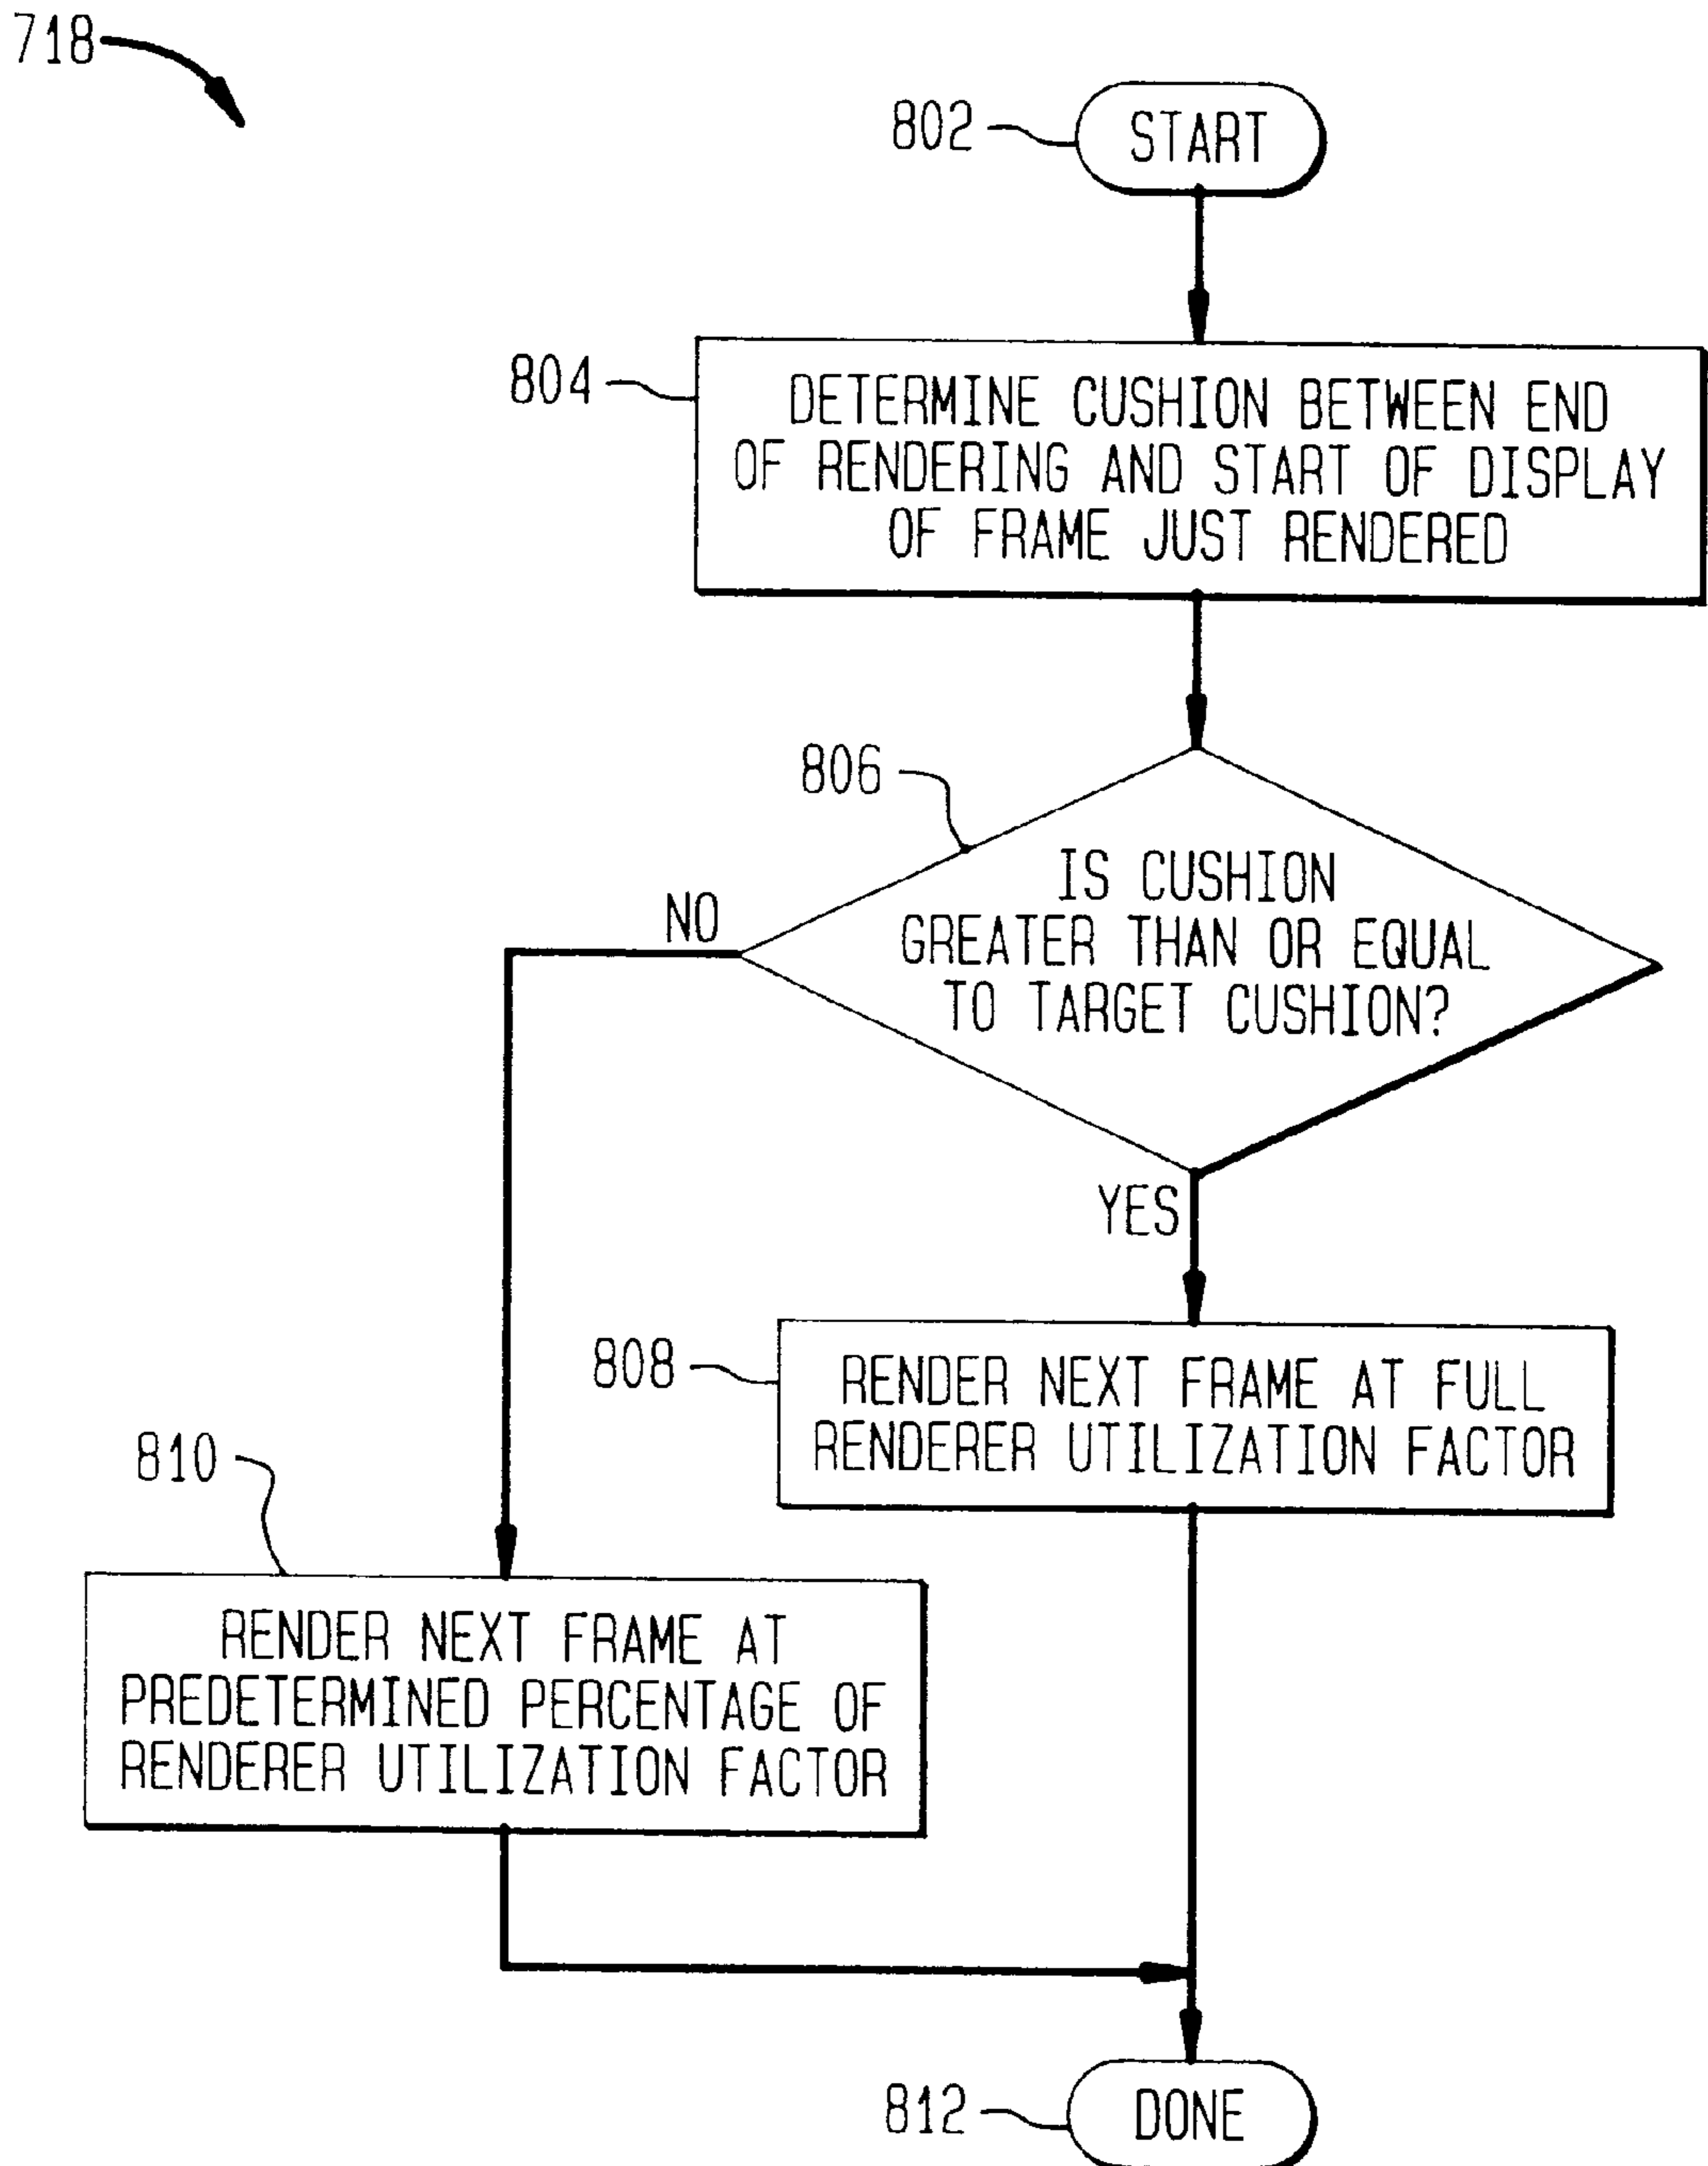 718
802
START
804
DETERMINE CUSHION BETWEEN END
OF RENDERING AND START OF DISPLAY
OF FRAME JUST RENDERED
806
IS CUSHION
GREATER THAN OR EQUAL
TO TARGET CUSHION?
NO
YES
808
RENDER NEXT FRAME AT FULL
RENDERER UTILIZATION FACTOR
810
RENDER NEXT FRAME AT
PREDETERMINED PERCENTAGE OF
RENDERER UTILIZATION FACTOR
812
DONE